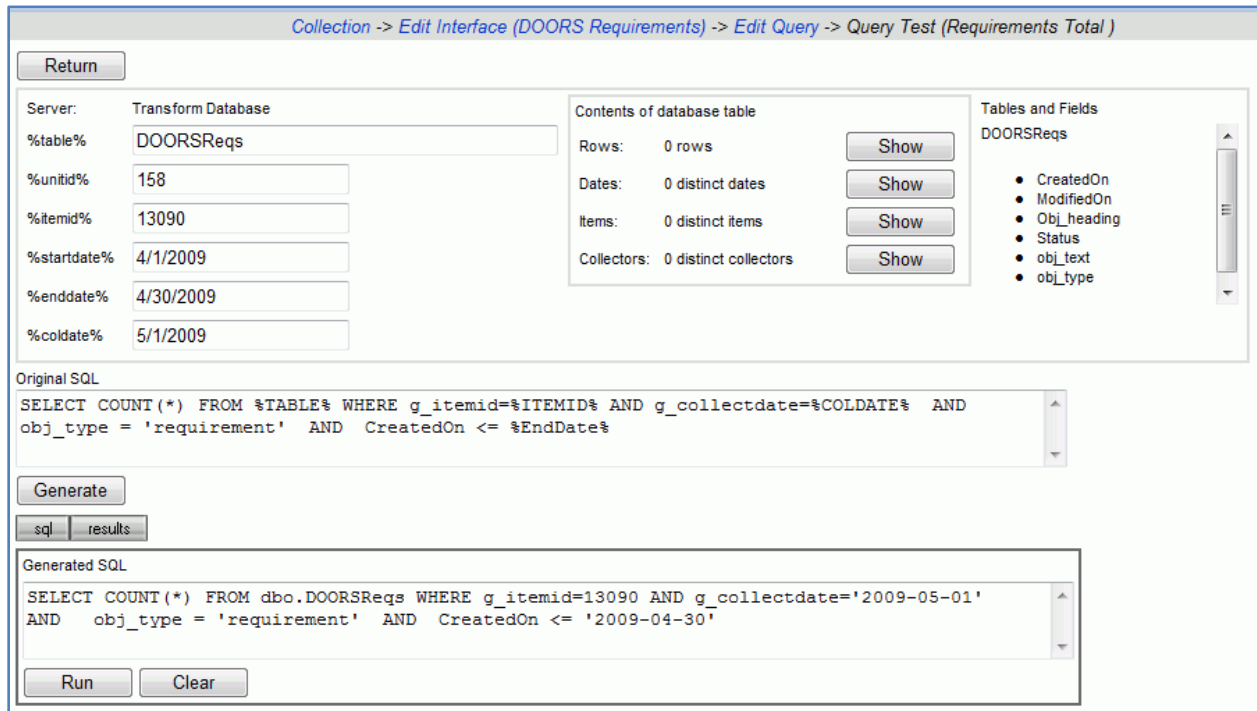 Collection -> Edit Interface (DOORS Requirements) -> Edit Query -> Query Test (Requirements Total )
Return
Server: Transform Database
%table% DOORSReqs
%unitid% 158
%itemid% 13090
%startdate% 4/1/2009
%enddate% 4/30/2009
%coldate% 5/1/2009
Contents of database table
Rows: 0 rows Show
Dates: 0 distinct dates Show
Items: 0 distinct items Show
Collectors: 0 distinct collectors Show
Tables and Fields
DOORSReqs
• CreatedOn
• ModifiedOn
• Obj_heading
• Status
• obj_text
• obj_type
Original SQL
SELECT COUNT(*) FROM %TABLE% WHERE g_itemid=%ITEMID% AND g_collectdate=%COLDATE%  AND
obj_type = 'requirement'  AND  CreatedOn <= %EndDate%
Generate
sql results
Generated SQL
SELECT COUNT(*) FROM dbo.DOORSReqs WHERE g_itemid=13090 AND g_collectdate='2009-05-01'
AND   obj_type = 'requirement'  AND  CreatedOn <= '2009-04-30'
Run Clear